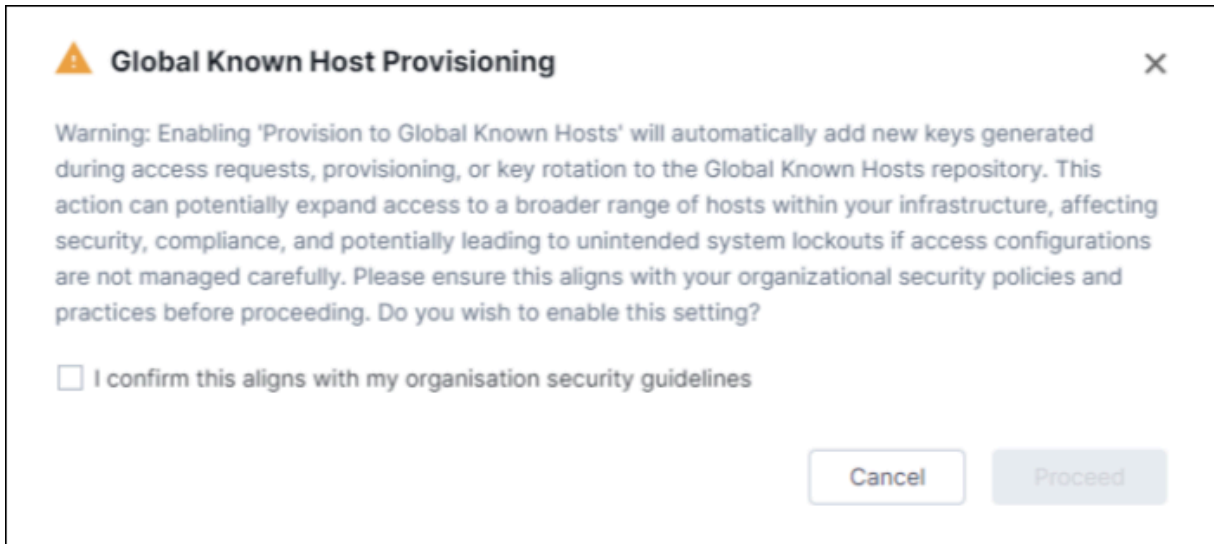 Global Known Host Provisioning
Warning: Enabling 'Provision to Global Known Hosts' will automatically add new keys generated
during access requests, provisioning, or key rotation to the Global Known Hosts repository. This
action can potentially expand access to a broader range of hosts within your infrastructure, affecting
security, compliance, and potentially leading to unintended system lockouts if access configurations
are not managed carefully. Please ensure this aligns with your organizational security policies and
practices before proceeding. Do you wish to enable this setting?
I confirm this aligns with my organisation security guidelines
Cancel Proceed